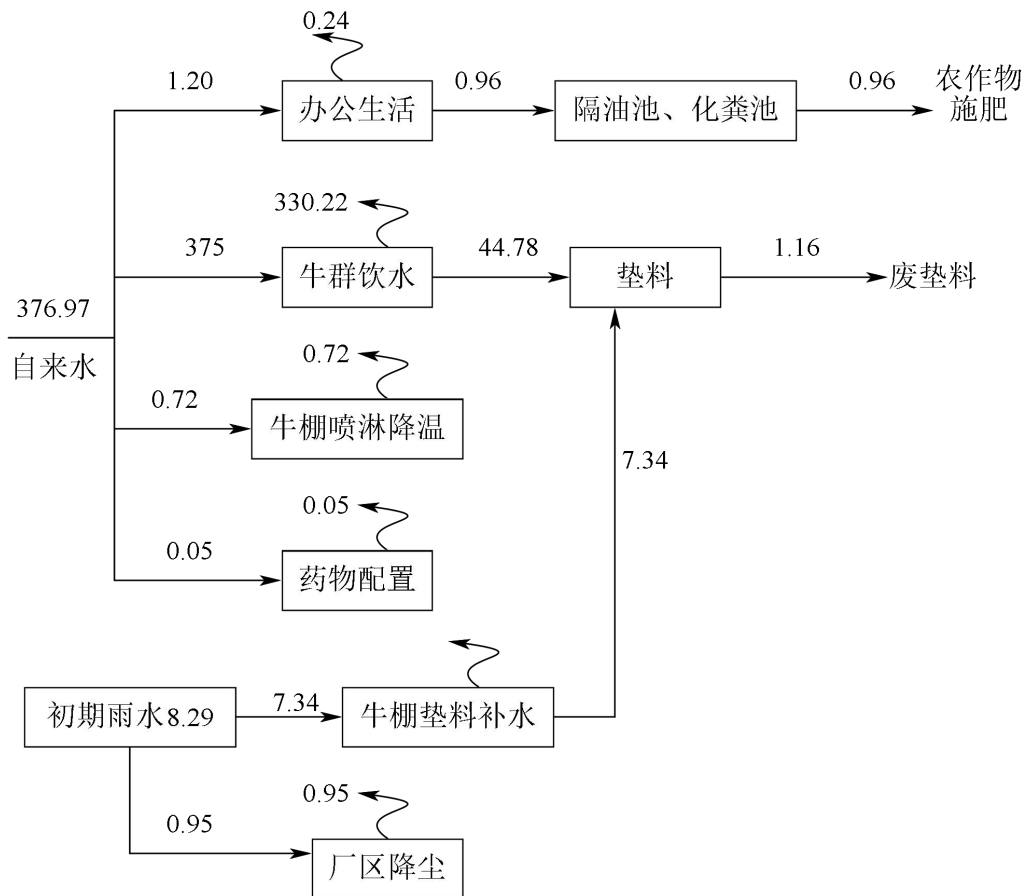 0.24
1.20
办公生活
0.96
隔油池、化粪池
0.96
农作物
施肥
330.22
375
牛群饮水
44.78
垫料
1.16
废垫料
376.97
自来水
0.72
0.72
牛棚喷淋降温
7.34
0.05
0.05
药物配置
初期雨水8.29
7.34
牛棚垫料补水
0.95
0.95
厂区降尘